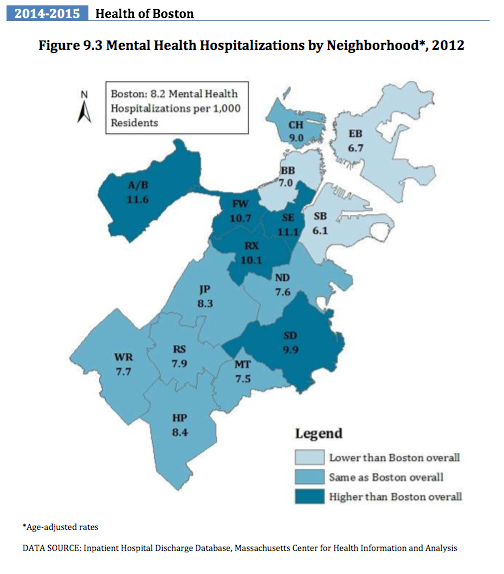 2014-2015 Health of Boston
Figure 9.3 Mental Health Hospitalizations by Neighborhood*, 2012
N
Boston: 8.2 Mental Health
Hospitalizations per 1,000
Residents
CH
9.0
EB
6.7
BB
7.0
A/B
11.6
FW
10.7
SE
11.1
SB
6.1
RX
10.1
ND
7.6
JP
8.3
SD
9.9
WR
7.7
RS
7.9
MT
7.5
HP
8.4
Legend
Lower than Boston overall
Same as Boston overall
Higher than Boston overall
*Age-adjusted rates
DATA SOURCE: Inpatient Hospital Discharge Database, Massachusetts Center for Health Information and Analysis